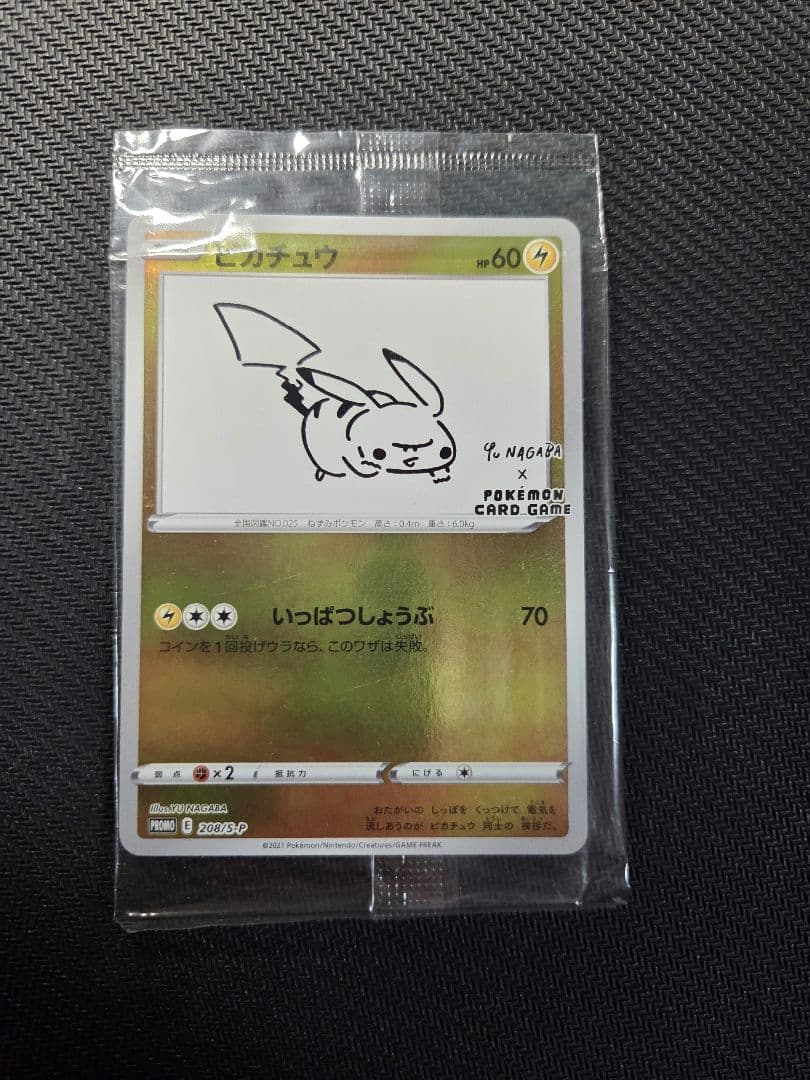 ピカチュウ
HP60
YU NAGABA
×
POKÉMON
CARD GAME
全国図鑑NO.025 ねずみポケモン 高さ:0.4m 重さ:6.0kg
いっぱつしょうぶ 70
コインを1回投げウラなら、このワザは失敗。
弱点 ×2 抵抗力 にげる
Illus.YU NAGABA
おたがいの しっぽを くっつけて 電気を
流しあうのが ピカチュウ 同士の 挨拶だ。
PROMO E 208/S-P
©2021 Pokémon/Nintendo/Creatures/GAME FREAK